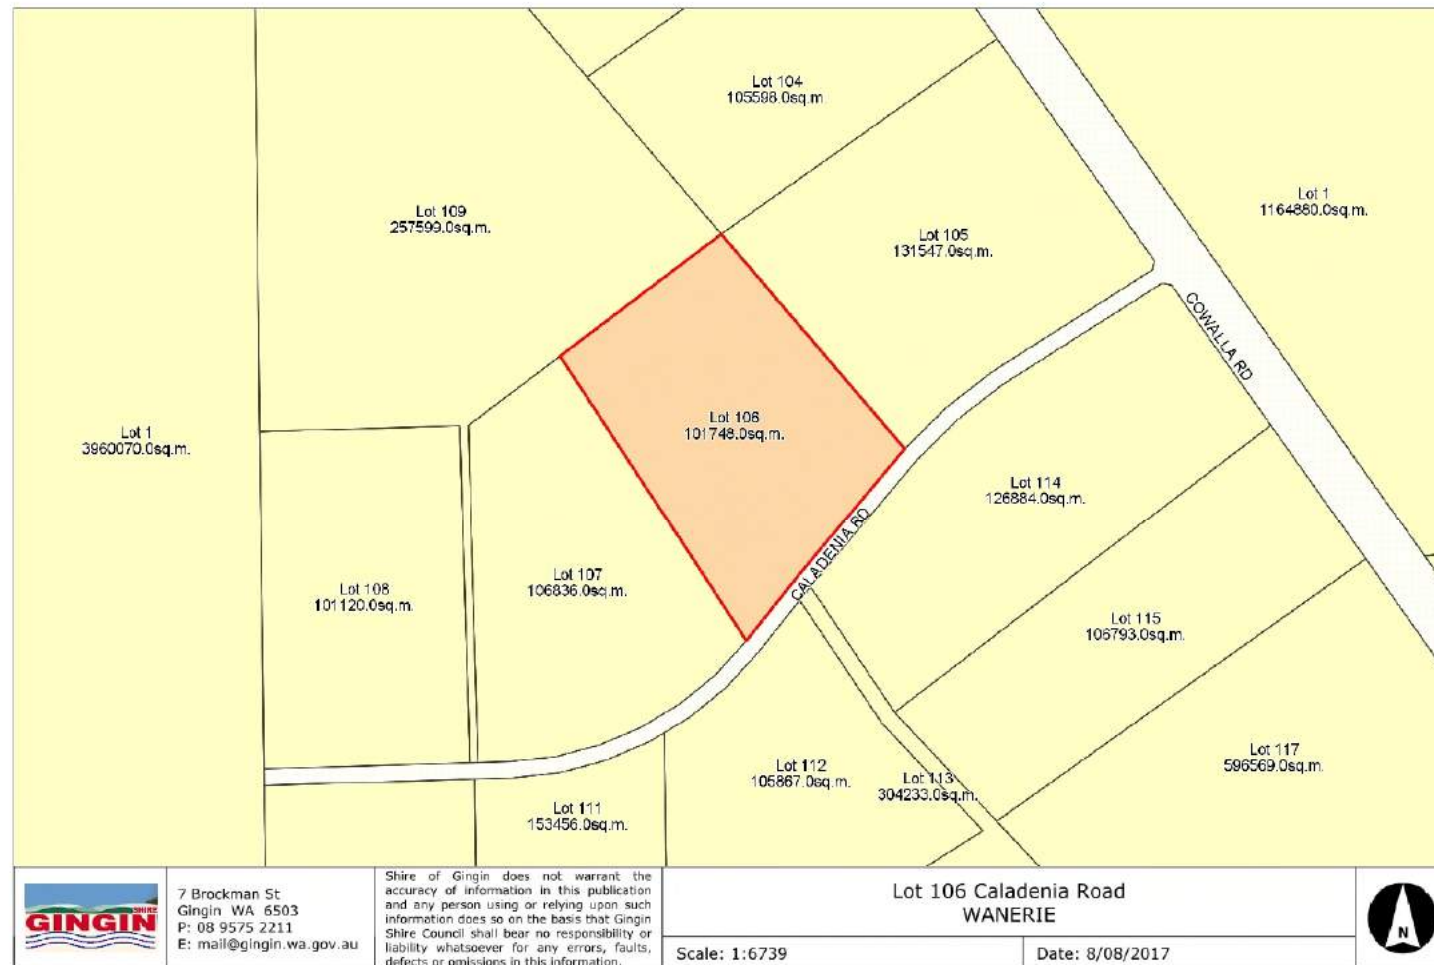 Lot 104
105598.0sq.m.
Lot 1
1164880.0sq.m.
Lot 109
257599.0sq.m.
Lot 105
131547.0sq.m.
COWALLA RD
Lot 1
3960070.0sq.m.
Lot 106
101748.0sq.m.
Lot 114
126884.0sq.m.
CALADENIA RD
Lot 108
101120.0sq.m.
Lot 107
106836.0sq.m.
Lot 115
106793.0sq.m.
Lot 112
105867.0sq.m.
Lot 113
304233.0sq.m.
Lot 117
596569.0sq.m.
Lot 111
153456.0sq.m.
SHIRE
GINGIN
7 Brockman St
Gingin WA 6503
P: 08 9575 2211
E: mail@gingin.wa.gov.au
Shire of Gingin does not warrant the
accuracy of information in this publication
and any person using or relying upon such
information does so on the basis that Gingin
Shire Council shall bear no responsibility or
liability whatsoever for any errors, faults,
defects or omissions in this information.
Lot 106 Caladenia Road
WANERIE
Scale: 1:6739
Date: 8/08/2017
N